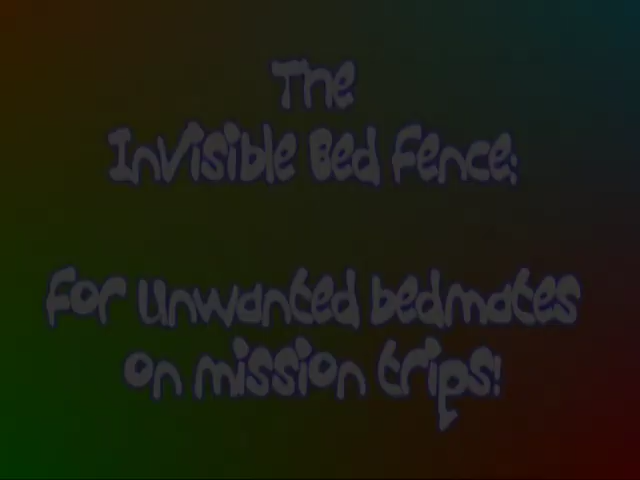 The
Invisible Bed Fence:
For unwanted bedmates
on mission trips!